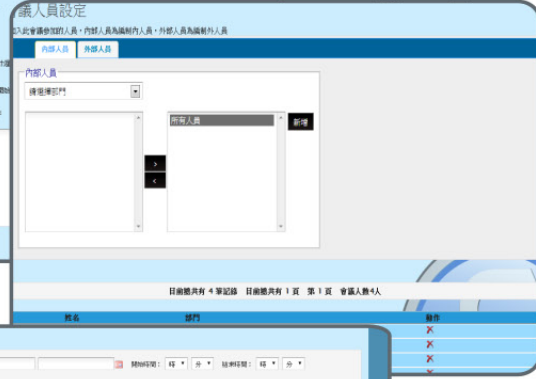 議人員設定
加入此會議參加的人員，內部人員為編制內人員，外部人員為編制外人員
內部人員 外部人員
內部人員
請選擇部門
所有人員
新增
>
<
目前總共有 4 筆記錄 目前總共有 1 頁 第 1 頁 會議人數4人
姓名 部門 動作
開始時間： 時 分 結束時間： 時 分